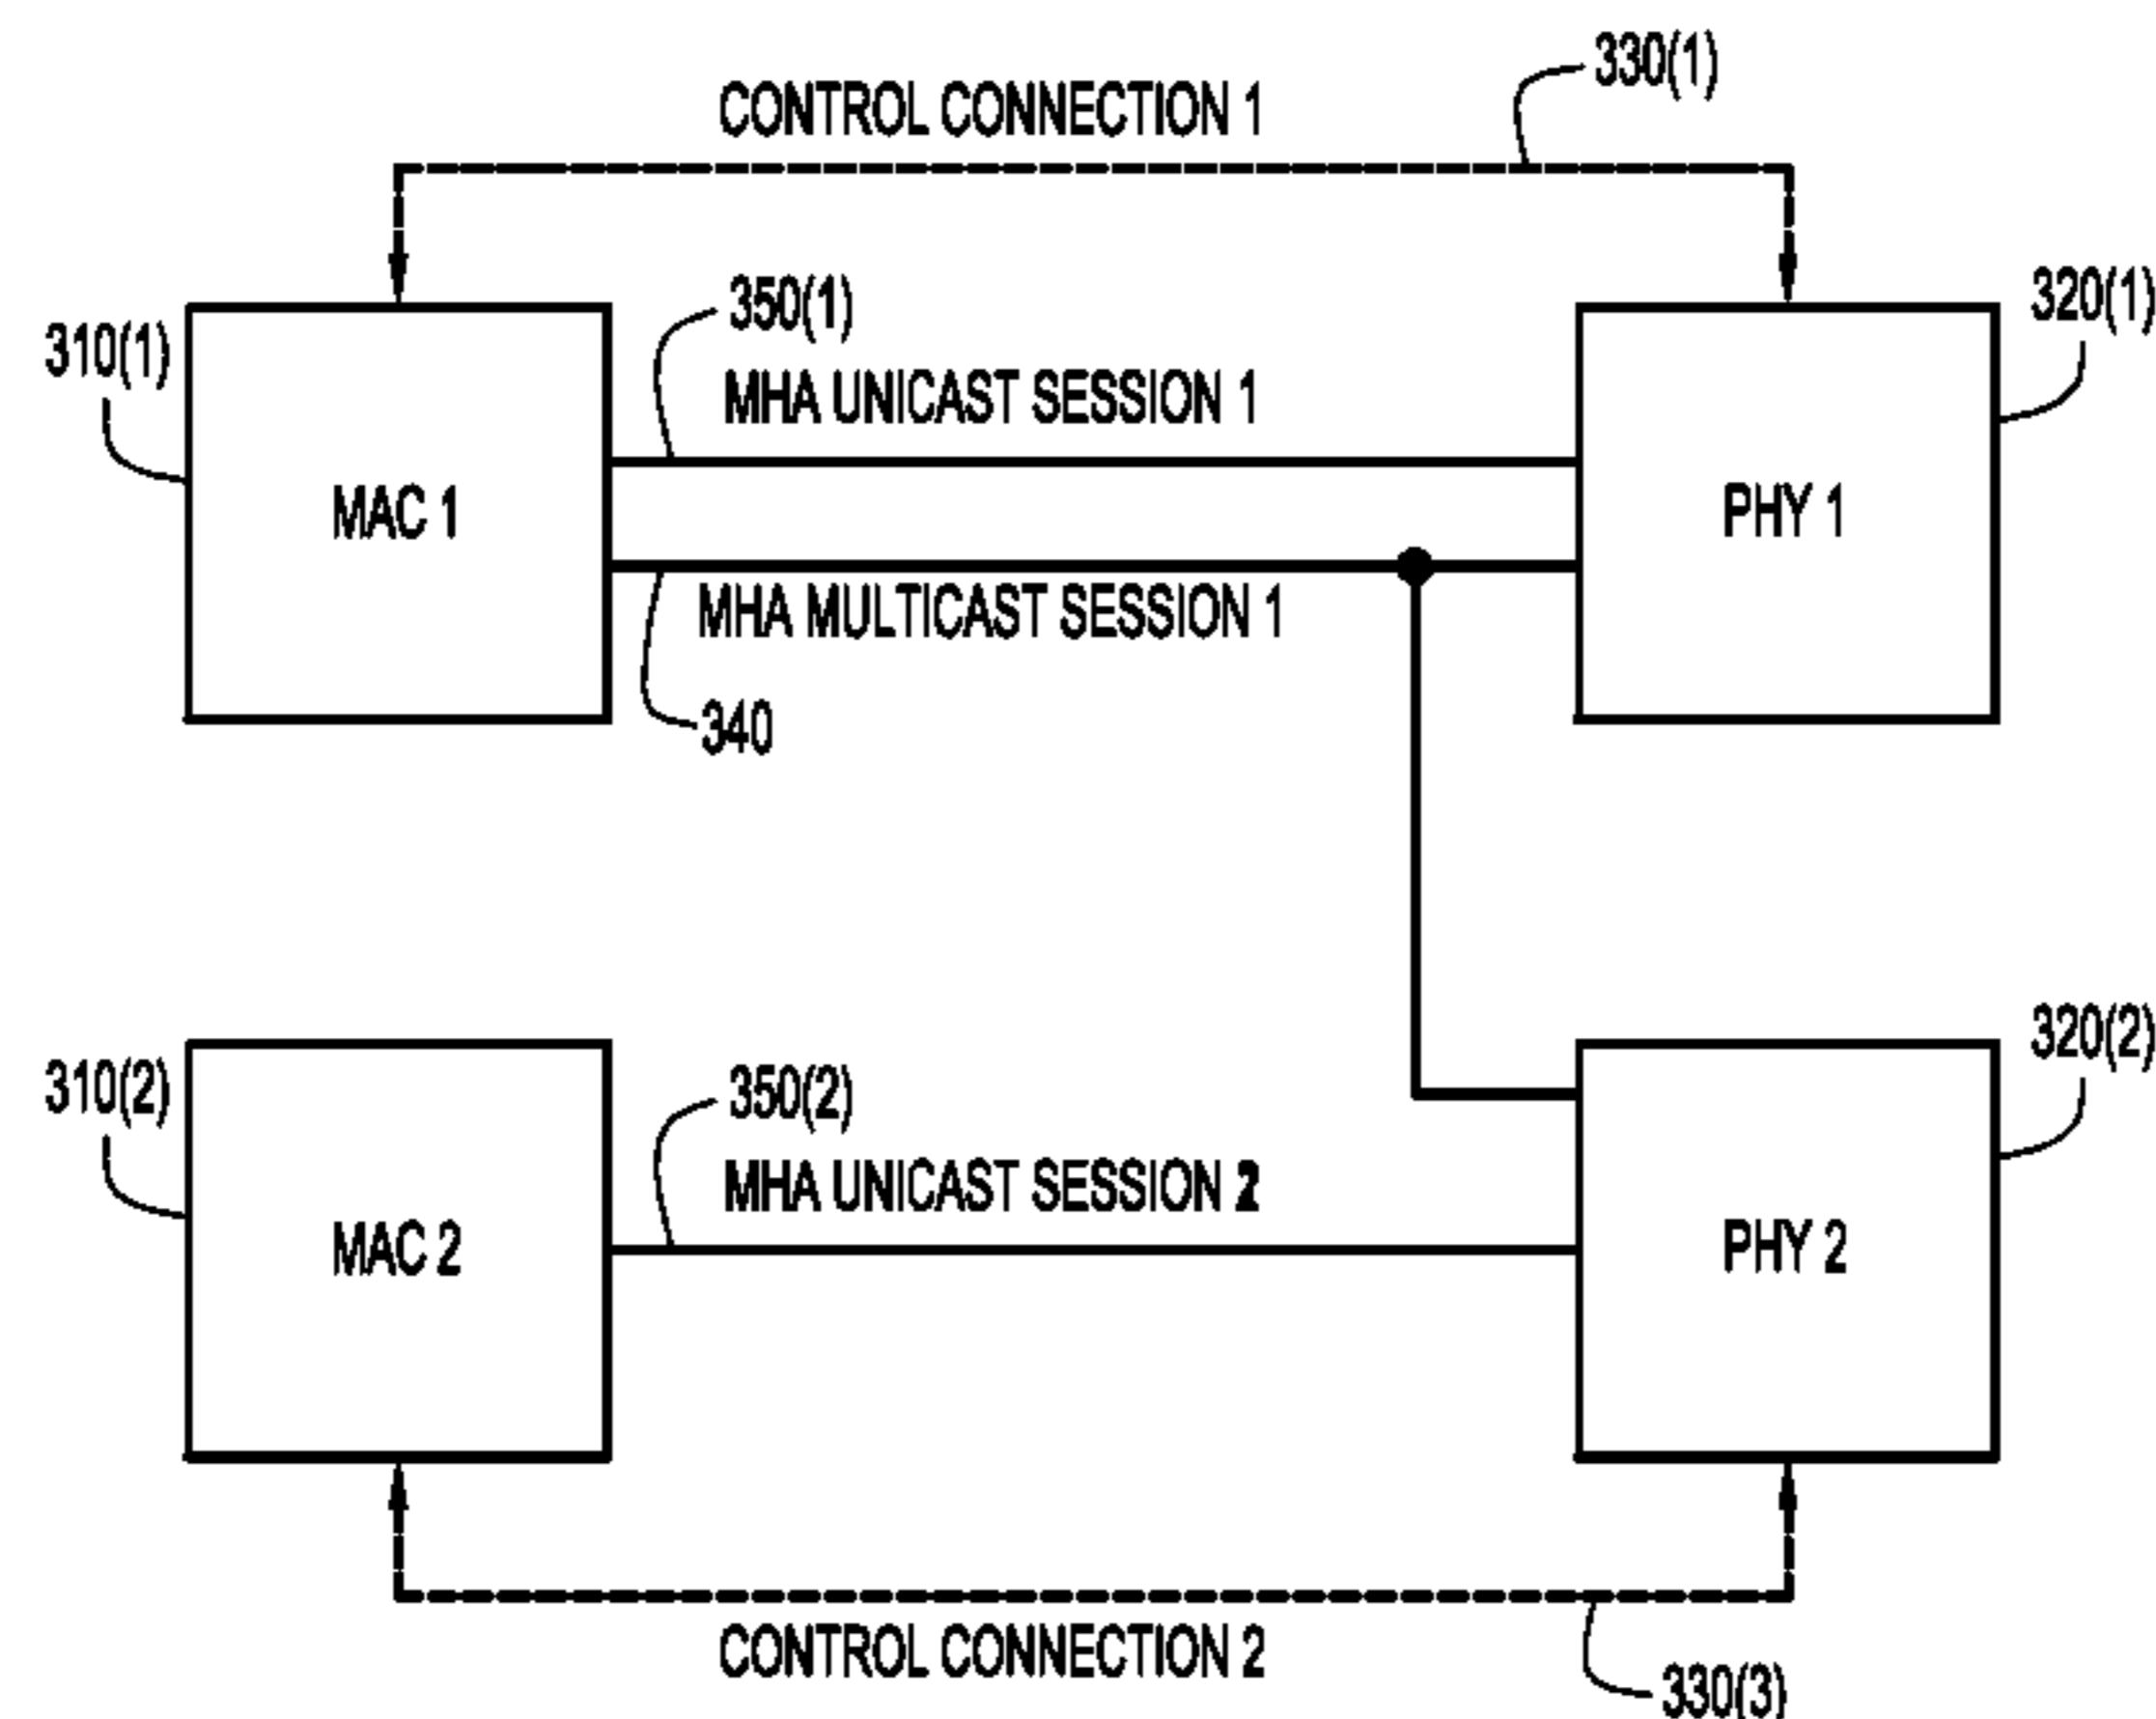 330(1)
CONTROL CONNECTION 1
350(1)
320(1)
310(1)
MHA UNICAST SESSION 1
MAC 1
PHY 1
MHA MULTICAST SESSION 1
340
320(2)
310(2)
350(2)
MHA UNICAST SESSION 2
MAC 2
PHY 2
CONTROL CONNECTION 2
330(3)